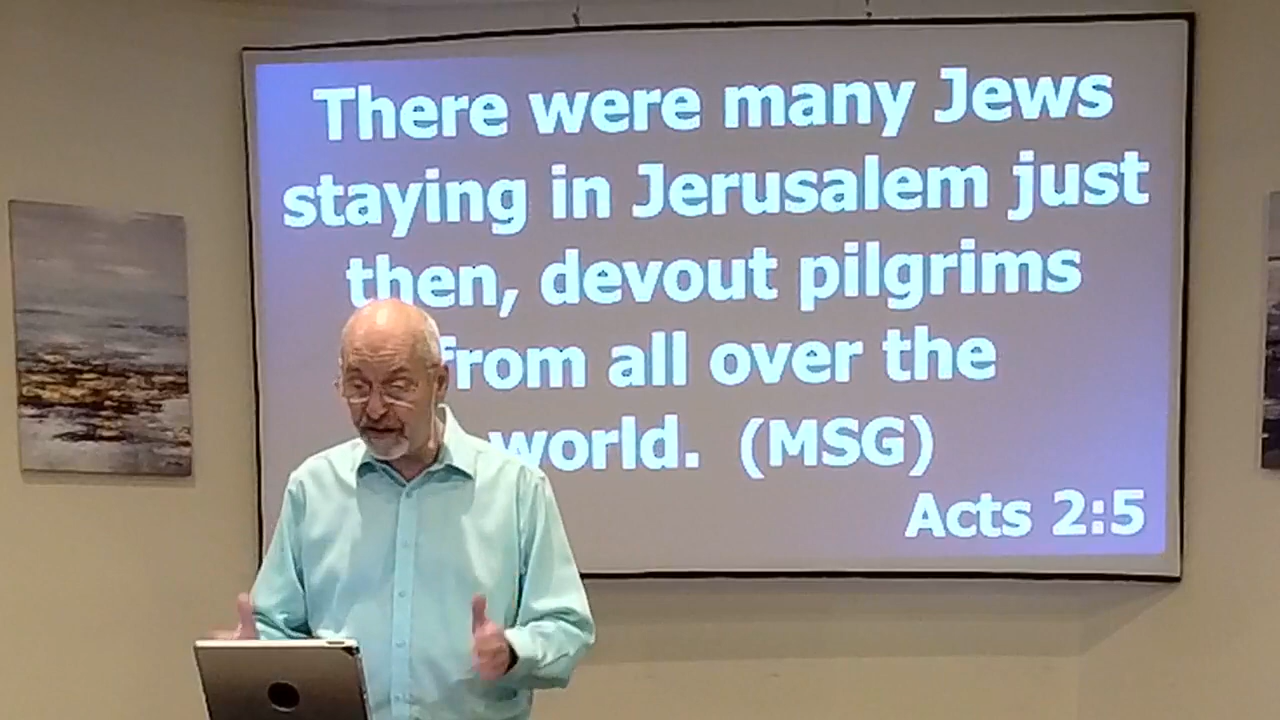 There were many Jews
staying in Jerusalem just
then, devout pilgrims
from all over the
world. (MSG)
Acts 2:5